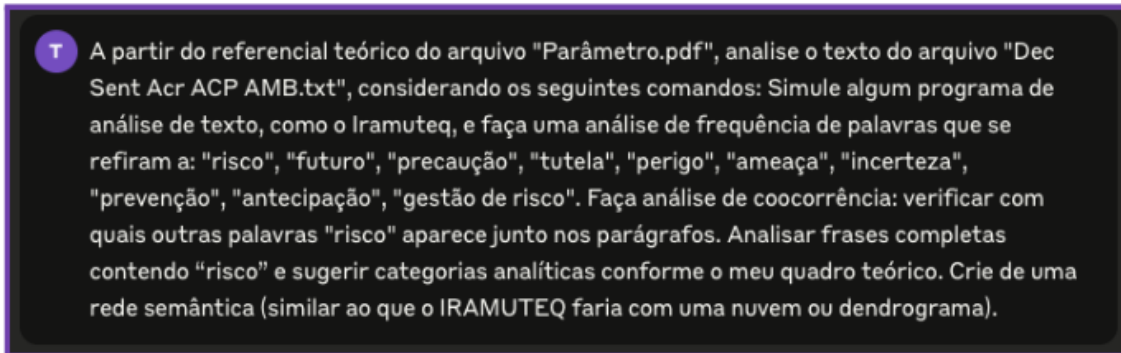 T
A partir do referencial teórico do arquivo "Parâmetro.pdf", analise o texto do arquivo "Dec
Sent Acr ACP AMB.txt", considerando os seguintes comandos: Simule algum programa de
análise de texto, como o Iramuteq, e faça uma análise de frequência de palavras que se
refiram a: "risco", "futuro", "precaução", "tutela", "perigo", "ameaça", "incerteza",
"prevenção", "antecipação", "gestão de risco". Faça análise de coocorrência: verificar com
quais outras palavras "risco" aparece junto nos parágrafos. Analisar frases completas
contendo “risco” e sugerir categorias analíticas conforme o meu quadro teórico. Crie de uma
rede semântica (similar ao que o IRAMUTEQ faria com uma nuvem ou dendrograma).